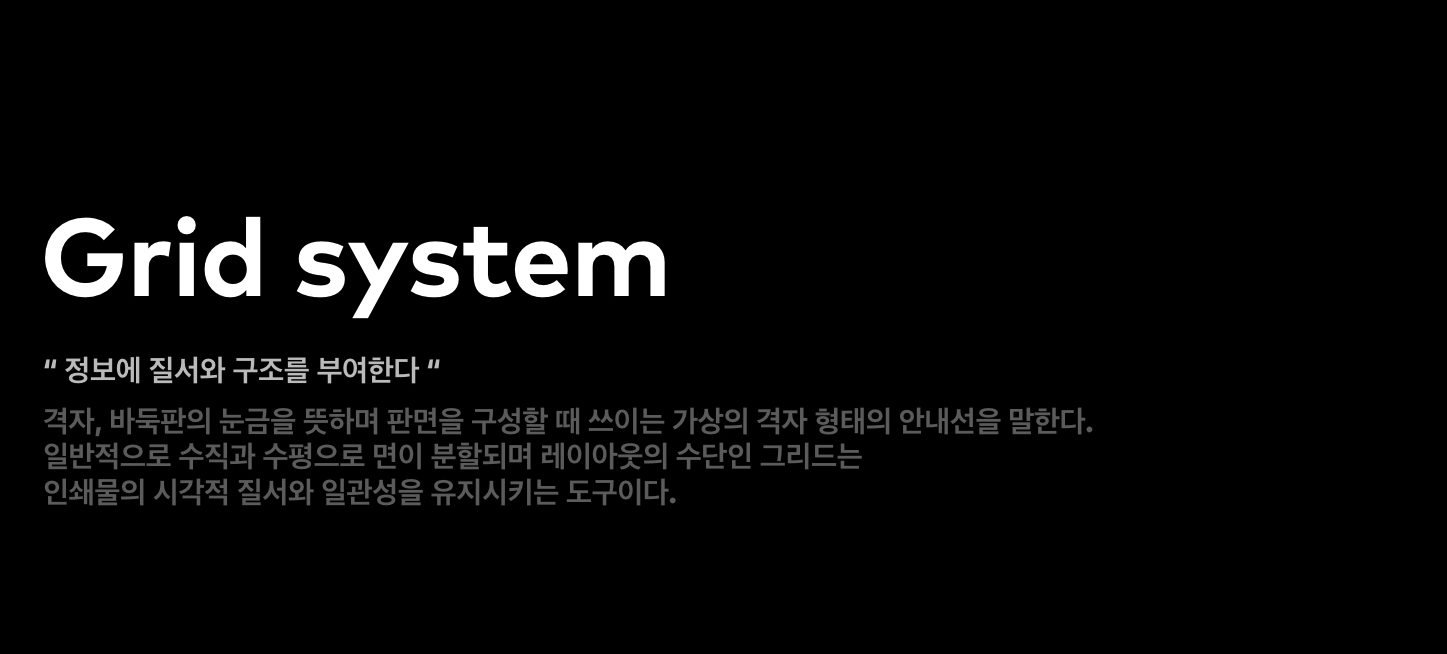 Grid system
“ 정보에 질서와 구조를 부여한다 “
격자, 바둑판의 눈금을 뜻하며 판면을 구성할 때 쓰이는 가상의 격자 형태의 안내선을 말한다.
일반적으로 수직과 수평으로 면이 분할되며 레이아웃의 수단인 그리드는
인쇄물의 시각적 질서와 일관성을 유지시키는 도구이다.